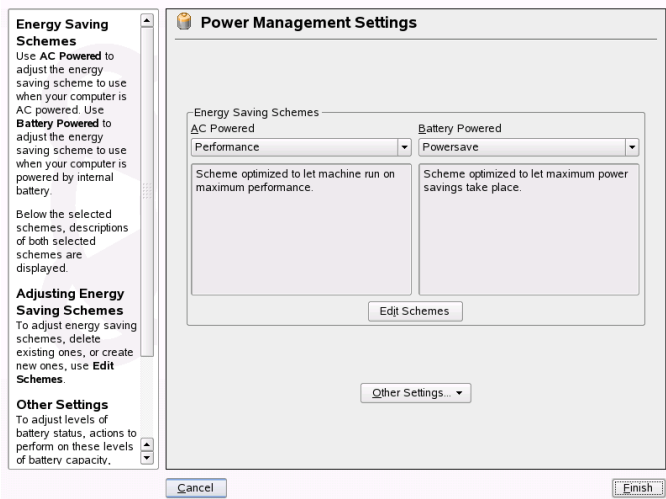 Energy Saving
Schemes
Use AC Powered to
adjust the energy
saving scheme to use
when your computer is
AC powered. Use
Battery Powered to
adjust the energy
saving scheme to use
when your computer is
powered by internal
battery.
Below the selected
schemes, descriptions
of both selected
schemes are
displayed.
Adjusting Energy
Saving Schemes
To adjust energy saving
schemes, delete
existing ones, or create
new ones, use Edit
Schemes.
Other Settings
To adjust levels of
battery status, actions to
perform on these levels
of battery capacity,
Power Management Settings
Energy Saving Schemes
AC Powered
Performance
Scheme optimized to let machine run on
maximum performance.
Battery Powered
Powersave
Scheme optimized to let maximum power
savings take place.
Edit Schemes
Other Settings...
Cancel
Finish